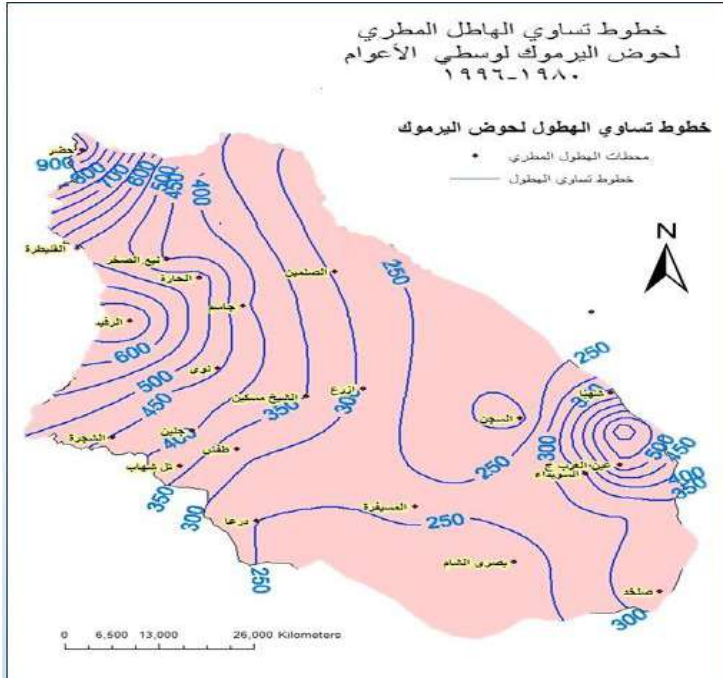 خطوط تساوي الهاطل المطري
لحوض اليرموك لوسطي الأعوام
١٩٨٠-١٩٩٦
خطوط تساوي الهطول لحوض اليرموك
محطات الهطول المطري
خطوط تساوي الهطول
N
حضر
900
800
700
600
500
450
400
القنيطرة
نبع الصخر
الحارة
الصنمين
250
جاسم
الرفيد
600
250
500
نوى
شهبا
350
450
الشيخ مسكين
350
ازرع
300
السجن
الشجرة
جلين
400
300
500
450
طفس
250
عين العرب ج
400
تل شهاب
السويداء
350
350
300
المسيفرة
250
درعا
بصرى الشام
250
صلخد
300
0 6,500 13,000 26,000 Kilometers